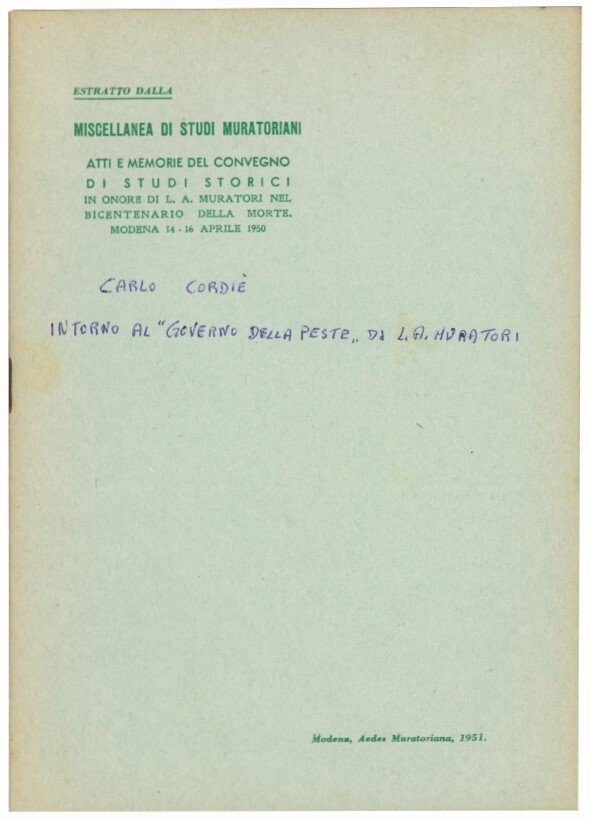 ESTRATTO DALLA
MISCELLANEA DI STUDI MURATORIANI
ATTI E MEMORIE DEL CONVEGNO
DI STUDI STORICI
IN ONORE DI L. A. MURATORI NEL
BICENTENARIO DELLA MORTE.
MODENA 14 - 16 APRILE 1950
CARLO CORDIÈ
INTORNO AL "GOVERNO DELLA PESTE„ DI L.A. MURATORI
Modena, Aedes Muratoriana, 1951.